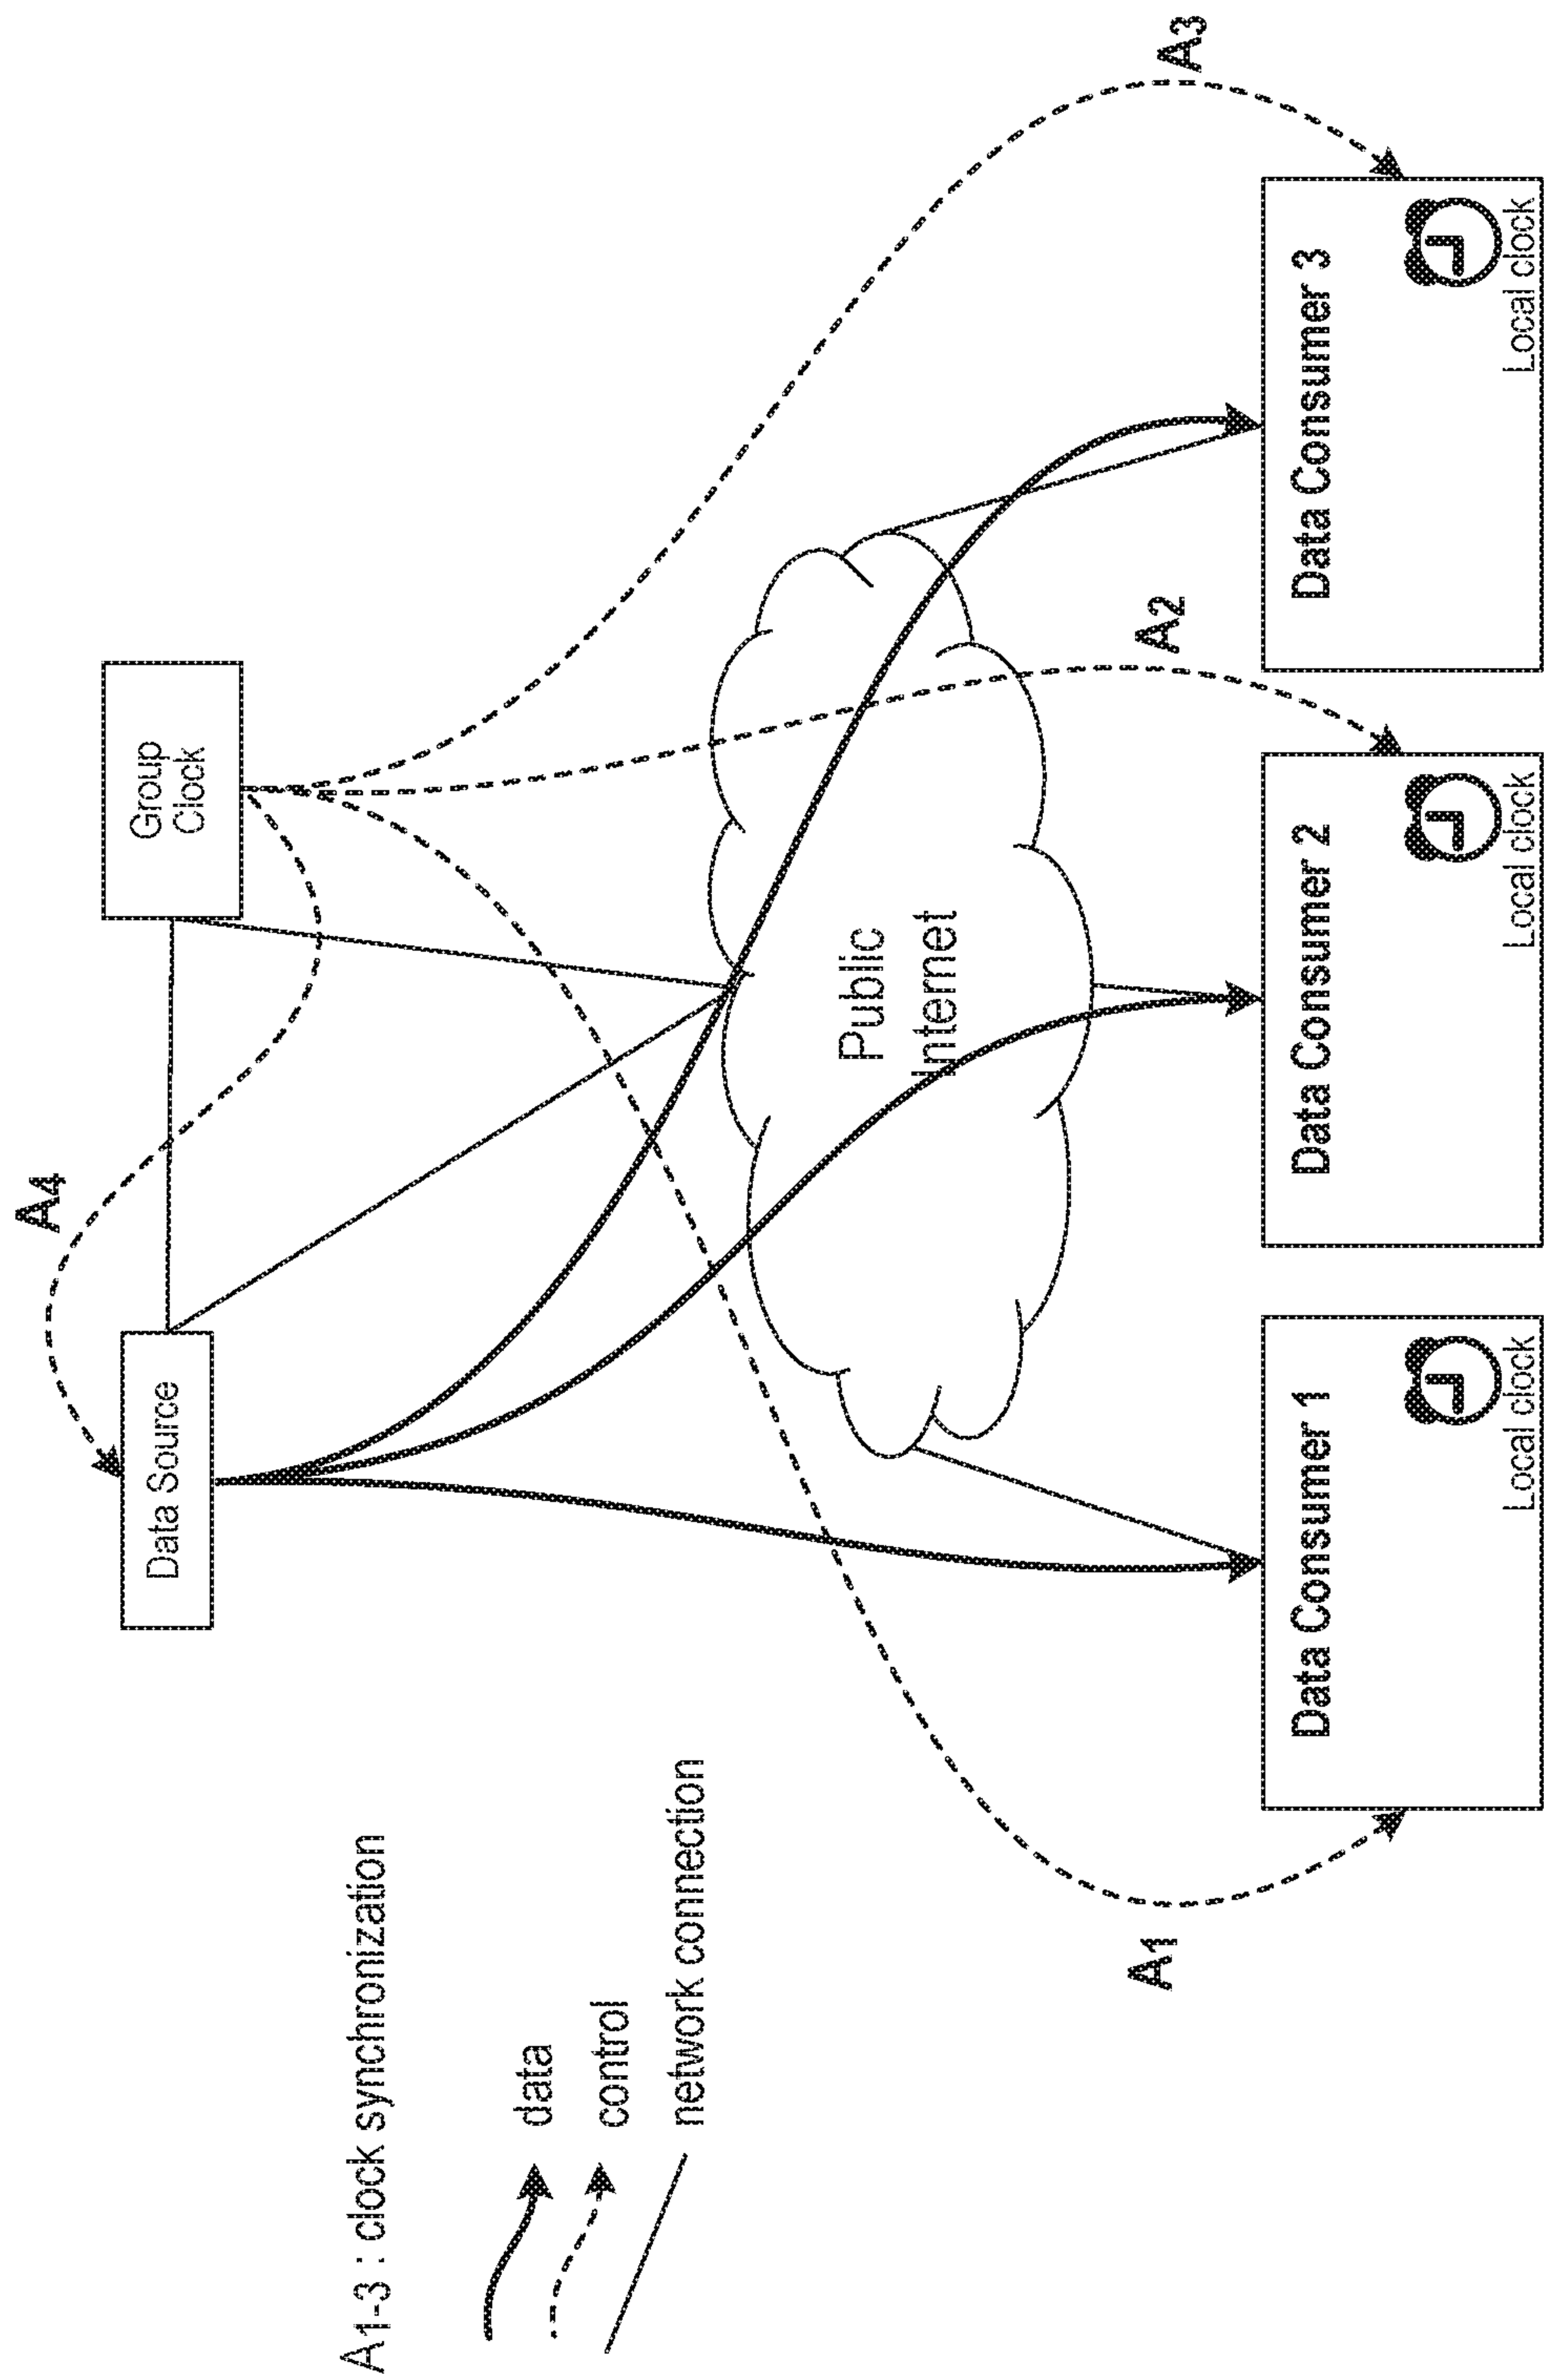 A4
Data Source
Group
Clock
Public
Internet
A1
A2
A3
Data Consumer 1
Local clock
Data Consumer 2
Local clock
Data Consumer 3
Local clock
A1-3 : clock synchronization
data
control
network connection